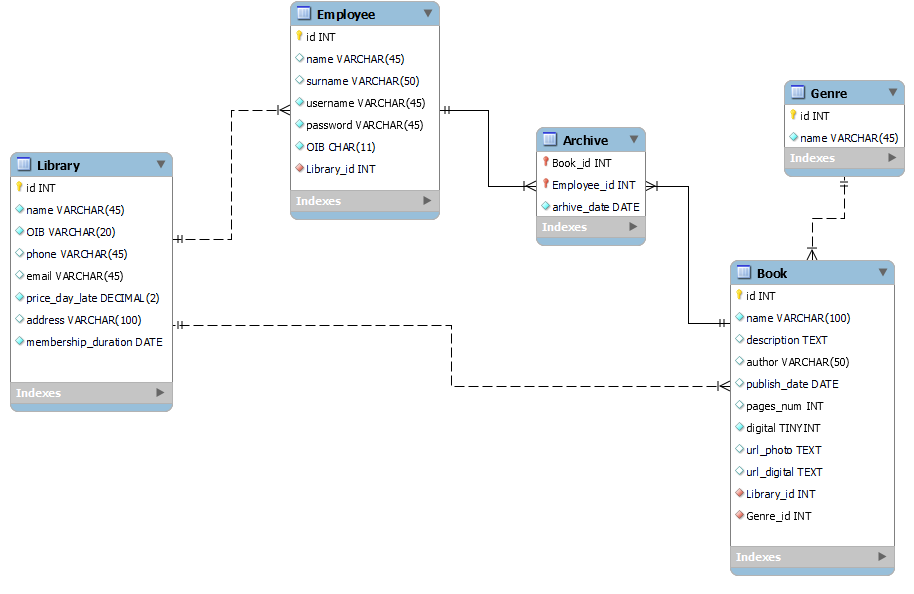 Employee
id INT
name VARCHAR(45)
surname VARCHAR(50)
username VARCHAR(45)
password VARCHAR(45)
OIB CHAR(11)
Library_id INT
Indexes
Library
id INT
name VARCHAR(45)
OIB VARCHAR(20)
phone VARCHAR(45)
email VARCHAR(45)
price_day_late DECIMAL(2)
address VARCHAR(100)
membership_duration DATE
Indexes
Archive
Book_id INT
Employee_id INT
arhive_date DATE
Indexes
Genre
id INT
name VARCHAR(45)
Indexes
Book
id INT
name VARCHAR(100)
description TEXT
author VARCHAR(50)
publish_date DATE
pages_num INT
digital TINYINT
url_photo TEXT
url_digital TEXT
Library_id INT
Genre_id INT
Indexes